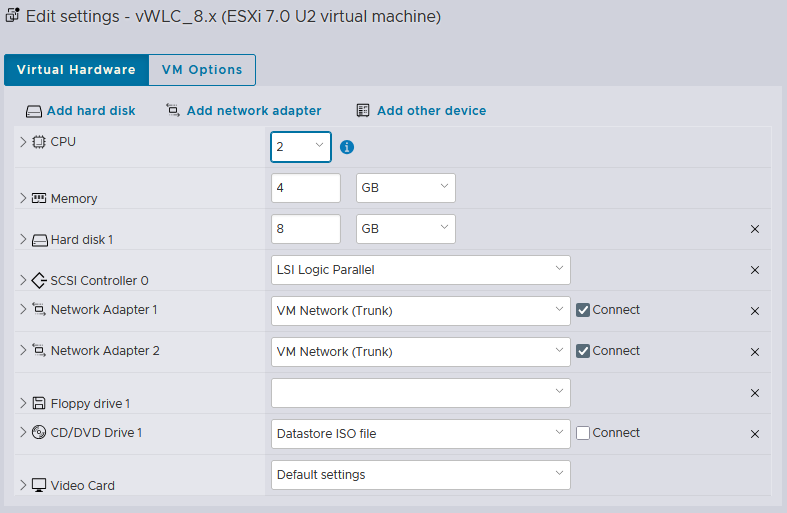 Edit settings - vWLC_8.x (ESXi 7.0 U2 virtual machine)
Virtual Hardware VM Options
Add hard disk Add network adapter Add other device
CPU 2
Memory 4 GB
Hard disk 1 8 GB
SCSI Controller 0 LSI Logic Parallel
Network Adapter 1 VM Network (Trunk) Connect
Network Adapter 2 VM Network (Trunk) Connect
Floppy drive 1
CD/DVD Drive 1 Datastore ISO file Connect
Video Card Default settings